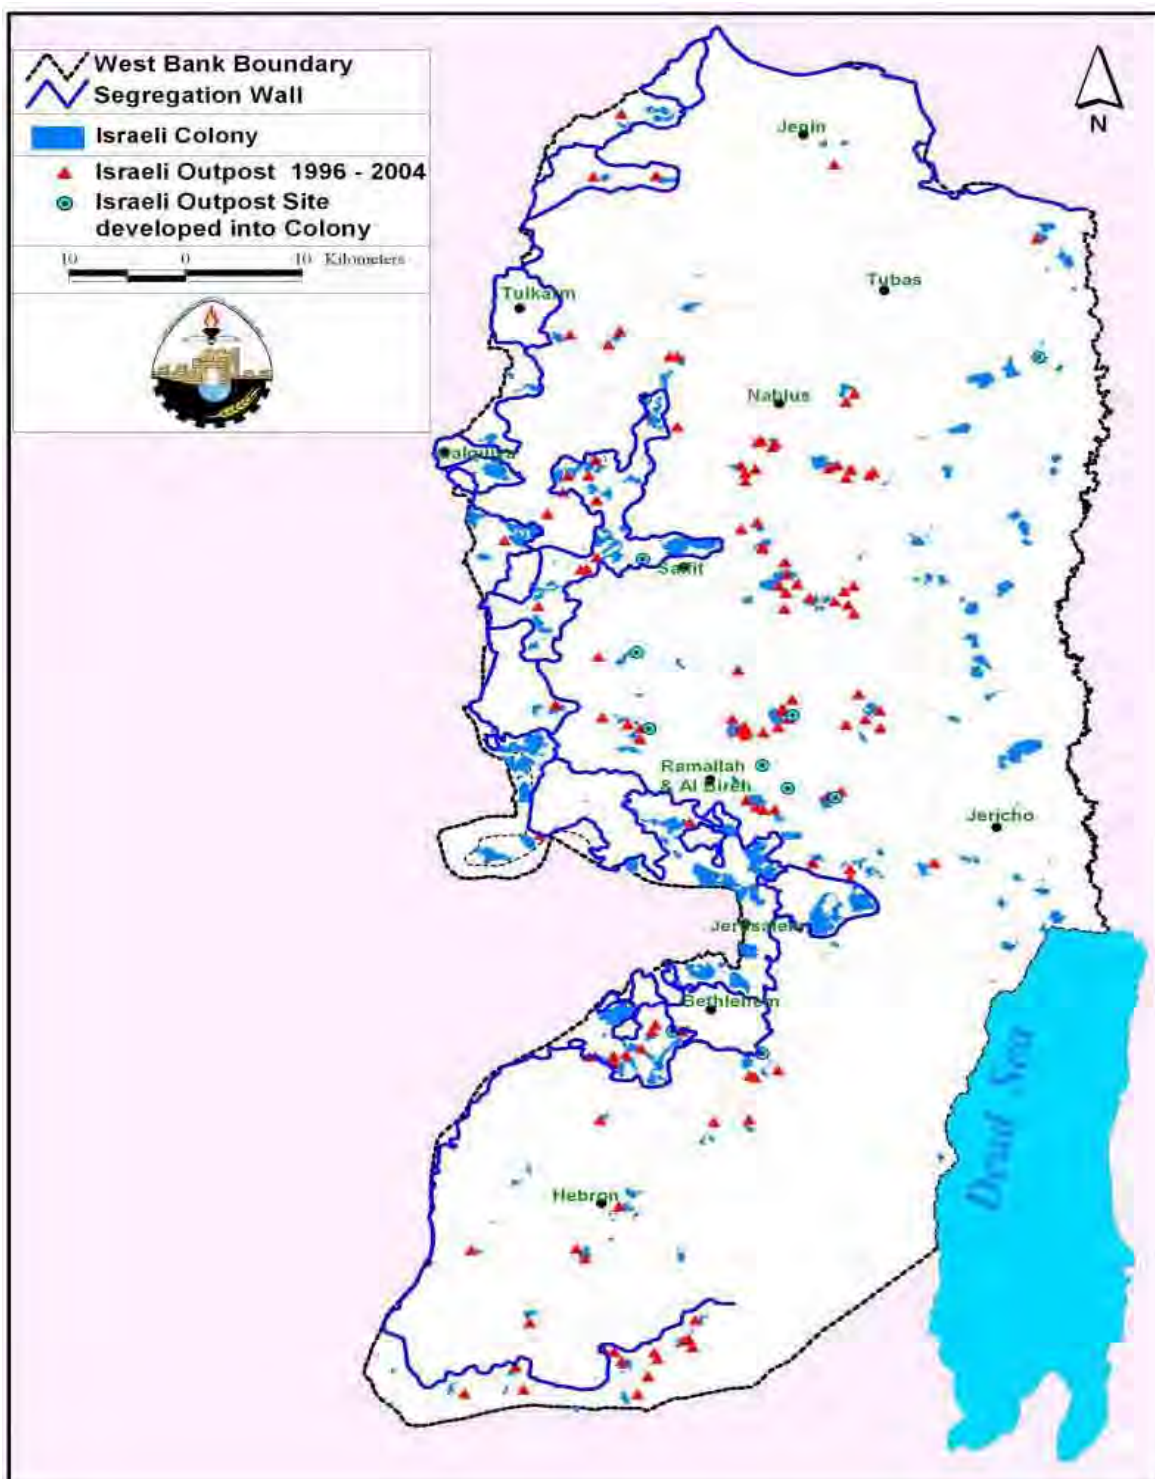 West Bank Boundary
Segregation Wall
Israeli Colony
Israeli Outpost 1996 - 2004
Israeli Outpost Site
developed into Colony
10 0 10 Kilometers
N
Jenin
Tubas
Tulkarm
Nablus
Salfit
Ramallah
& Al Bireh
Jericho
Jerusalem
Bethlehem
Hebron
Dead Sea